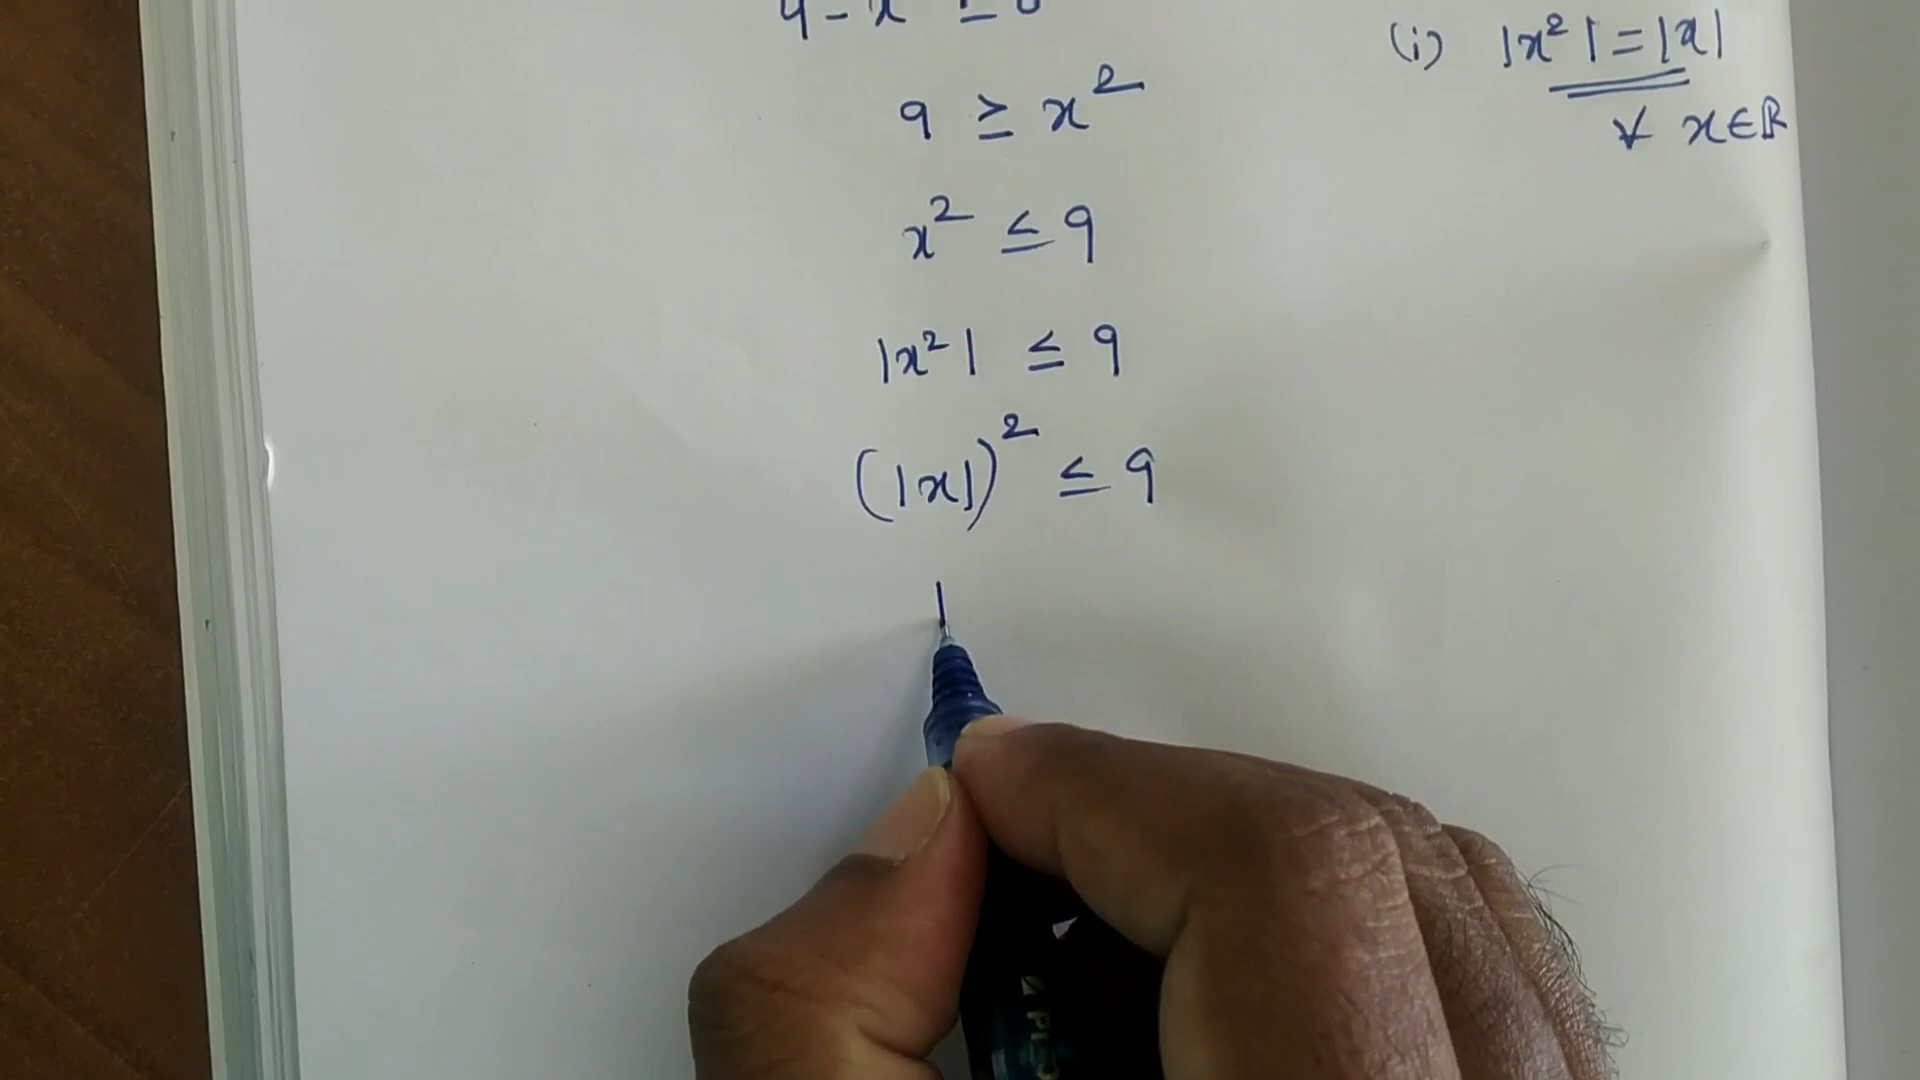 9 ≥ x²
x² ≤ 9
|x²| ≤ 9
(|x|)² ≤ 9
|
(i) |x²| = |x|
∀ x∈ℝ